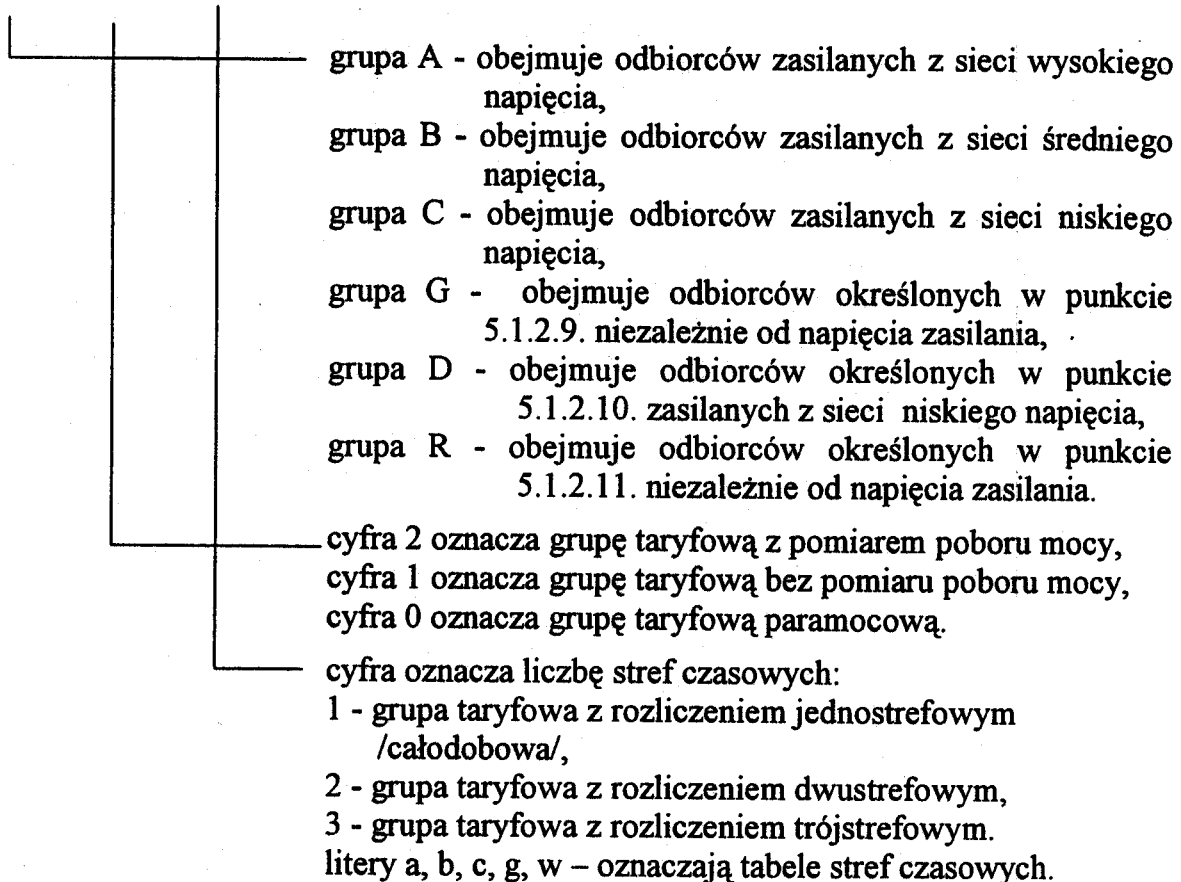 grupa A - obejmuje odbiorców zasilanych z sieci wysokiego
napięcia,
grupa B - obejmuje odbiorców zasilanych z sieci średniego
napięcia,
grupa C - obejmuje odbiorców zasilanych z sieci niskiego
napięcia,
grupa G - obejmuje odbiorców określonych w punkcie
5.1.2.9. niezależnie od napięcia zasilania,
grupa D - obejmuje odbiorców określonych w punkcie
5.1.2.10. zasilanych z sieci niskiego napięcia,
grupa R - obejmuje odbiorców określonych w punkcie
5.1.2.11. niezależnie od napięcia zasilania.
cyfra 2 oznacza grupę taryfową z pomiarem poboru mocy,
cyfra 1 oznacza grupę taryfową bez pomiaru poboru mocy,
cyfra 0 oznacza grupę taryfową paramocową.
cyfra oznacza liczbę stref czasowych:
1 - grupa taryfowa z rozliczeniem jednostrefowym
/całodobowa/,
2 - grupa taryfowa z rozliczeniem dwustrefowym,
3 - grupa taryfowa z rozliczeniem trójstrefowym.
litery a, b, c, g, w – oznaczają tabele stref czasowych.